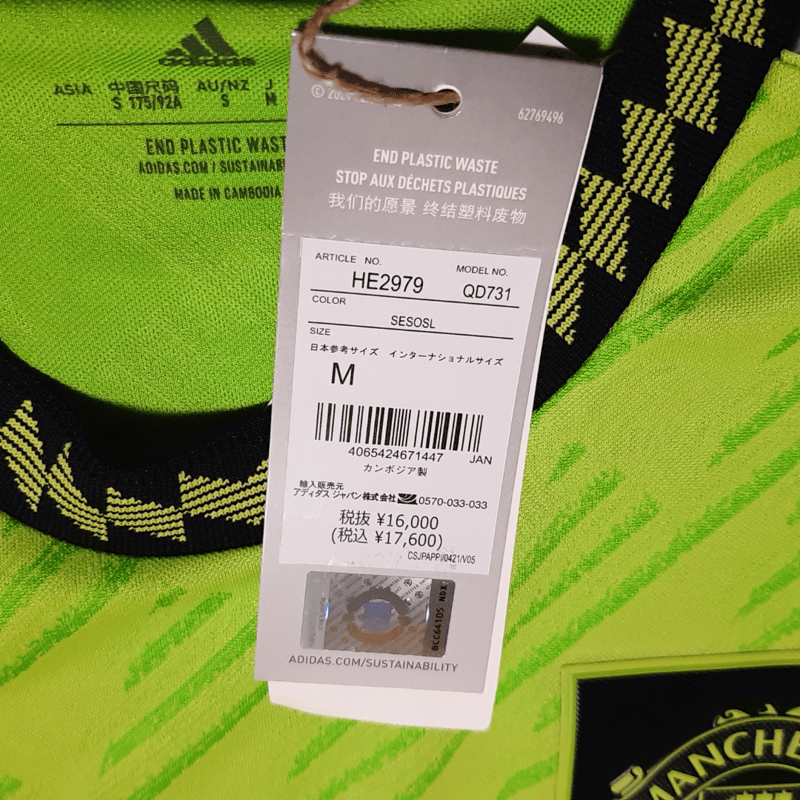 adidas
ASIA 中国尺码 AU/NZ J
S 175/92A S M
END PLASTIC WASTE
ADIDAS.COM / SUSTAINAB
MADE IN CAMBODIA
62769496
END PLASTIC WASTE
STOP AUX DÉCHETS PLASTIQUES
我们的愿景 终结塑料废物
ARTICLE NO. MODEL NO.
HE2979 QD731
COLOR
SESOSL
SIZE
日本参考サイズ インターナショナルサイズ
M
4065424671447 JAN
カンボジア製
輸入販売元
アディダス ジャパン株式会社 0570-033-033
税抜 ¥16,000
(税込 ¥17,600)
CSJPAPP/0421/V05
BCC64105 NDX
ADIDAS.COM/SUSTAINABILITY
MANCHE